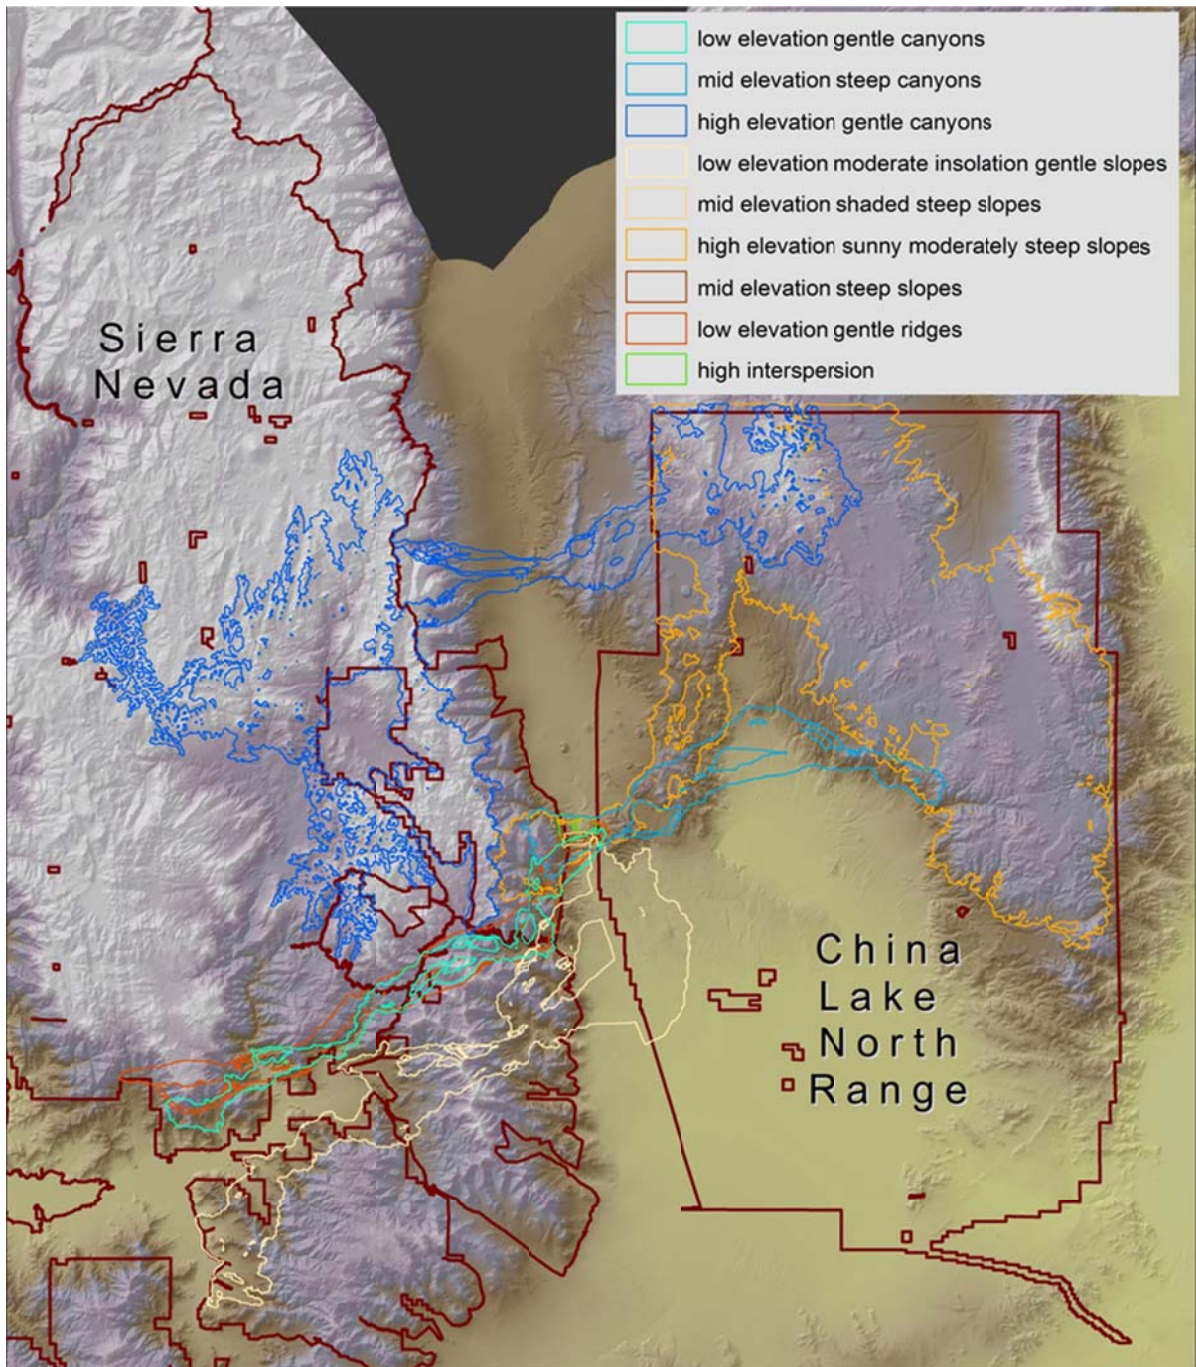 low elevation gentle canyons
mid elevation steep canyons
high elevation gentle canyons
low elevation moderate insolation gentle slopes
mid elevation shaded steep slopes
high elevation sunny moderately steep slopes
mid elevation steep slopes
low elevation gentle ridges
high interspersion
Sierra
Nevada
China
Lake
North
Range